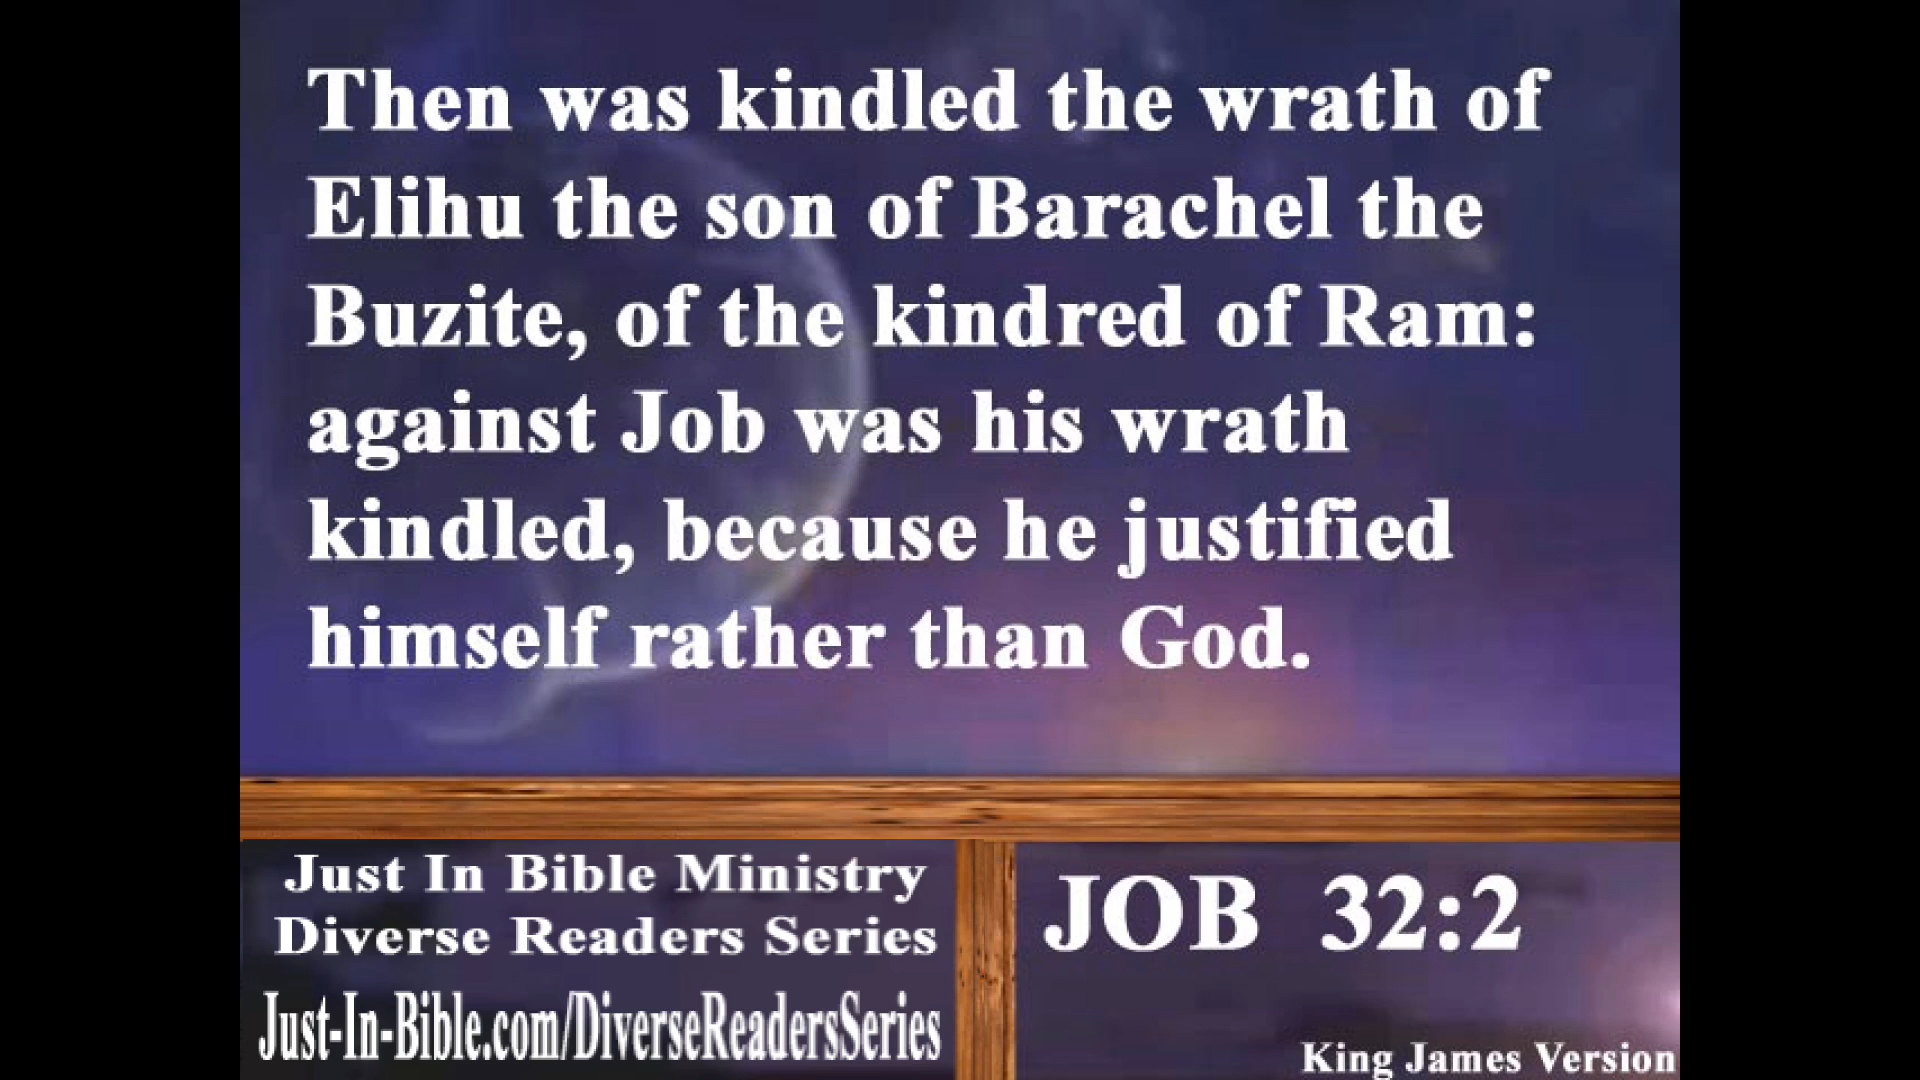 Then was kindled the wrath of
Elihu the son of Barachel the
Buzite, of the kindred of Ram:
against Job was his wrath
kindled, because he justified
himself rather than God.
Just In Bible Ministry
Diverse Readers Series
Just-In-Bible.com/DiverseReadersSeries
JOB 32:2
King James Version